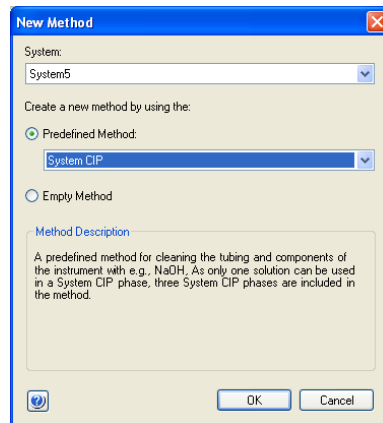 New Method
System:
System5
Create a new method by using the:
Predefined Method:
System CIP
Empty Method
Method Description
A predefined method for cleaning the tubing and components
of the instrument with e.g., NaOH, As only one solution can be used
in a System CIP phase, three System CIP phases are included in
the method.
OK Cancel